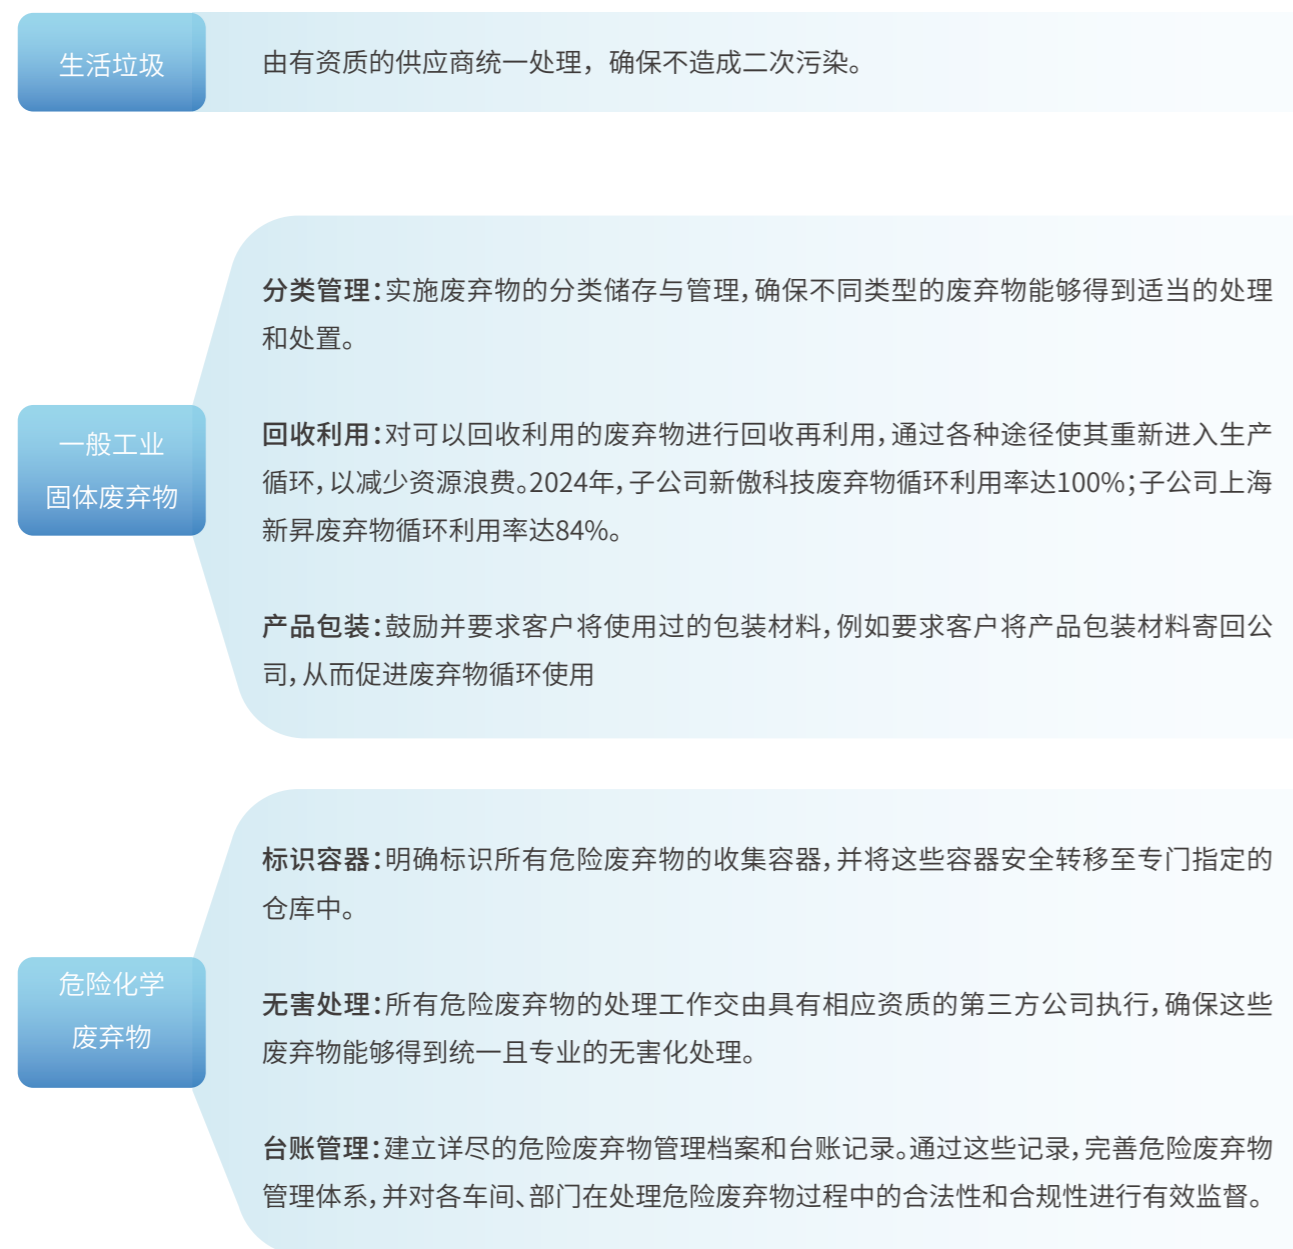 生活垃圾
由有资质的供应商统一处理，确保不造成二次污染。
一般工业
固体废弃物
分类管理：实施废弃物的分类储存与管理，确保不同类型的废弃物能够得到适当的处理
和处置。
回收利用：对可以回收利用的废弃物进行回收再利用，通过各种途径使其重新进入生产
循环，以减少资源浪费。2024年，子公司新傲科技废弃物循环利用率达100%；子公司上海
新昇废弃物循环利用率达84%。
产品包装：鼓励并要求客户将使用过的包装材料，例如要求客户将产品包装材料寄回公
司，从而促进废弃物循环使用
危险化学
废弃物
标识容器：明确标识所有危险废弃物的收集容器，并将这些容器安全转移至专门指定的
仓库中。
无害处理：所有危险废弃物的处理工作交由具有相应资质的第三方公司执行，确保这些
废弃物能够得到统一且专业的无害化处理。
台账管理：建立详尽的危险废弃物管理档案和台账记录。通过这些记录，完善危险废弃物
管理体系，并对各车间、部门在处理危险废弃物过程中的合法性和合规性进行有效监督。